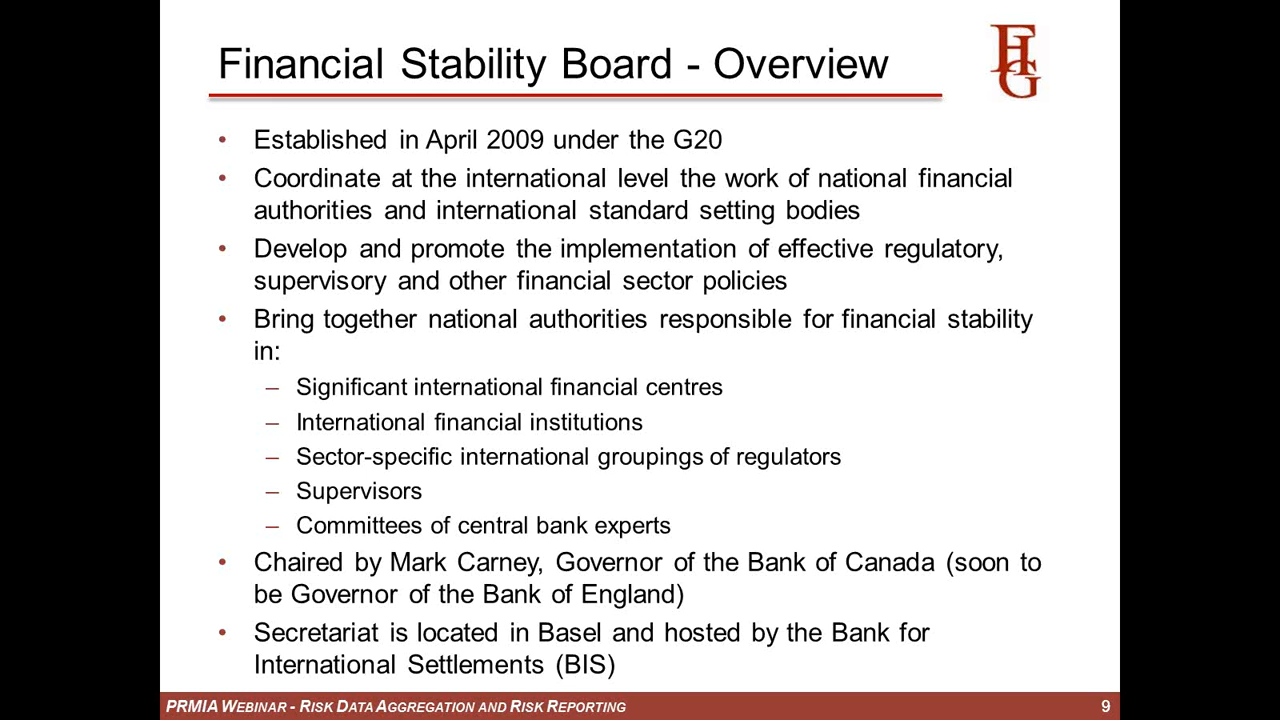 Financial Stability Board - Overview
FHG
• Established in April 2009 under the G20
• Coordinate at the international level the work of national financial
authorities and international standard setting bodies
• Develop and promote the implementation of effective regulatory,
supervisory and other financial sector policies
• Bring together national authorities responsible for financial stability
in:
– Significant international financial centres
– International financial institutions
– Sector-specific international groupings of regulators
– Supervisors
– Committees of central bank experts
• Chaired by Mark Carney, Governor of the Bank of Canada (soon to
be Governor of the Bank of England)
• Secretariat is located in Basel and hosted by the Bank for
International Settlements (BIS)
PRMIA WEBINAR - RISK DATA AGGREGATION AND RISK REPORTING 9